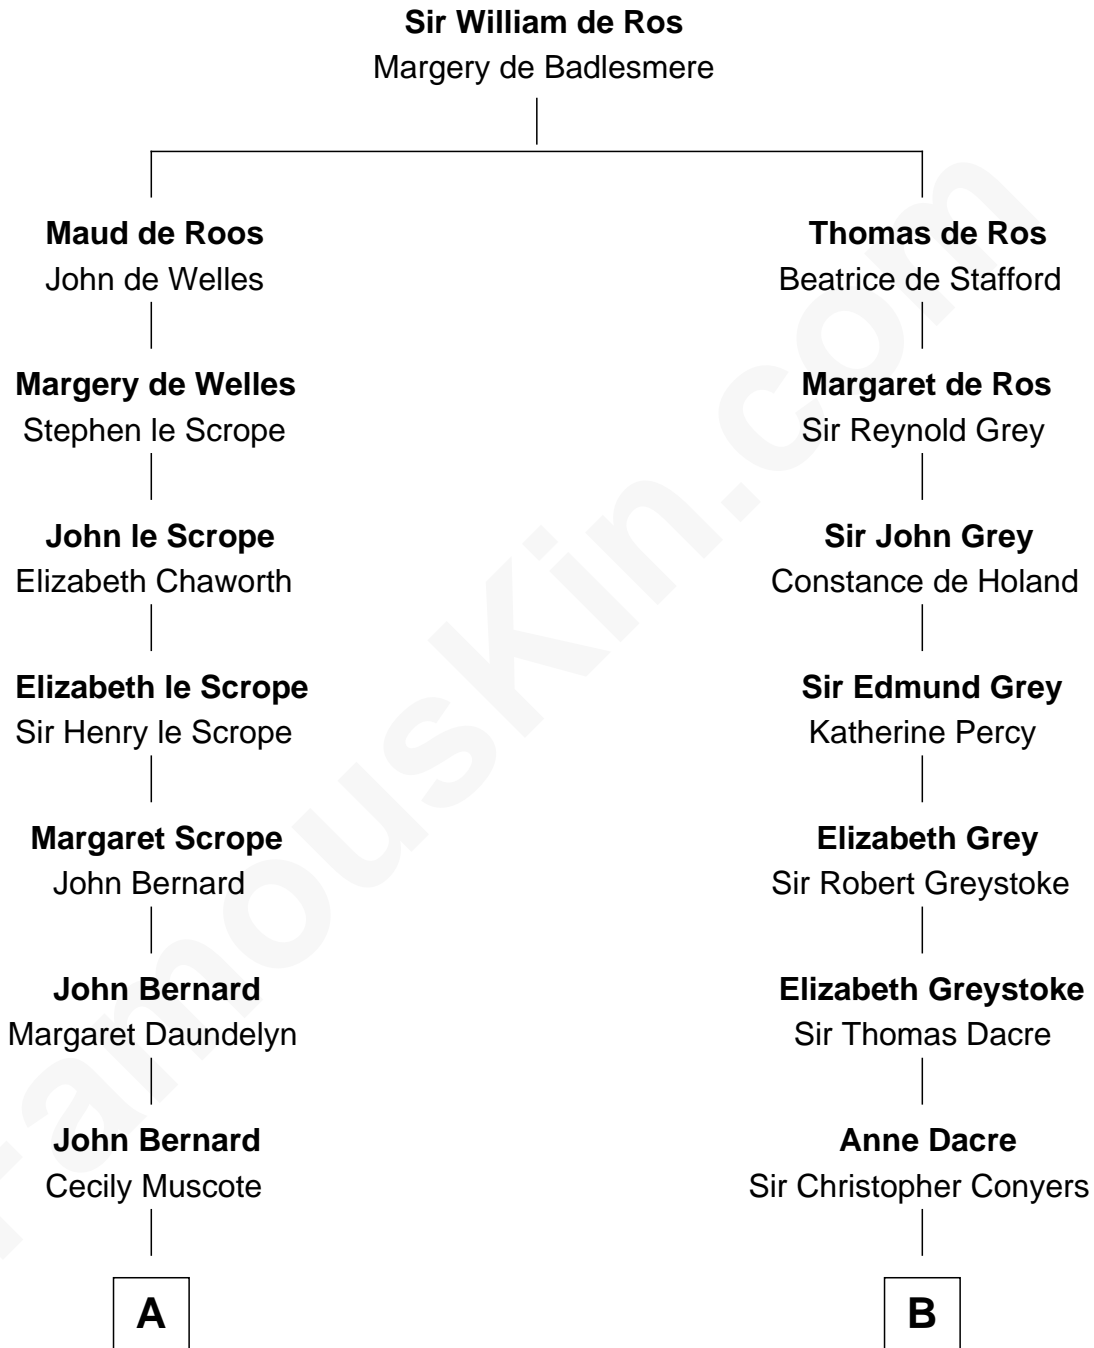 Sir William de Ros
Margery de Badlesmere
Maud de Roos
John de Welles
Thomas de Ros
Beatrice de Stafford
Margery de Welles
Stephen le Scrope
Margaret de Ros
Sir Reynold Grey
John le Scrope
Elizabeth Chaworth
Sir John Grey
Constance de Holand
Elizabeth le Scrope
Sir Henry le Scrope
Sir Edmund Grey
Katherine Percy
Margaret Scrope
John Bernard
Elizabeth Grey
Sir Robert Greystoke
John Bernard
Margaret Daundelyn
Elizabeth Greystoke
Sir Thomas Dacre
John Bernard
Cecily Muscote
Anne Dacre
Sir Christopher Conyers
A
B
FamousKin.com